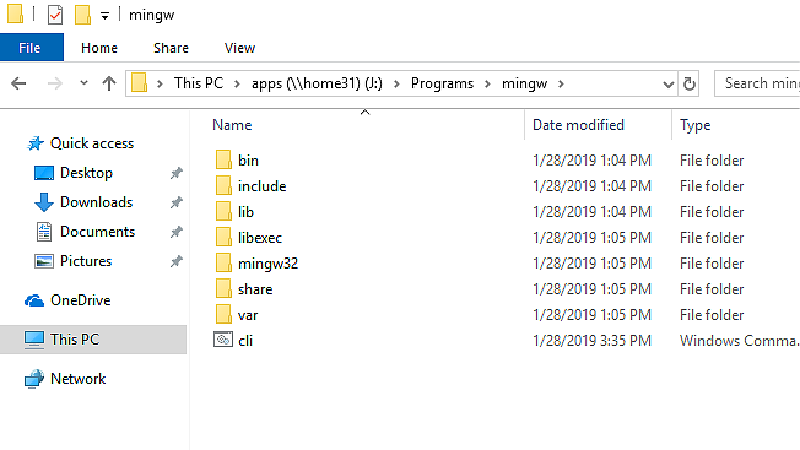 mingw
File Home Share View
This PC apps (\\home31) (J:) Programs mingw Search ming
Name Date modified Type
Quick access
Desktop
Downloads
Documents
Pictures
OneDrive
This PC
Network
bin 1/28/2019 1:04 PM File folder
include 1/28/2019 1:04 PM File folder
lib 1/28/2019 1:04 PM File folder
libexec 1/28/2019 1:05 PM File folder
mingw32 1/28/2019 1:05 PM File folder
share 1/28/2019 1:05 PM File folder
var 1/28/2019 1:05 PM File folder
cli 1/28/2019 3:35 PM Windows Comma